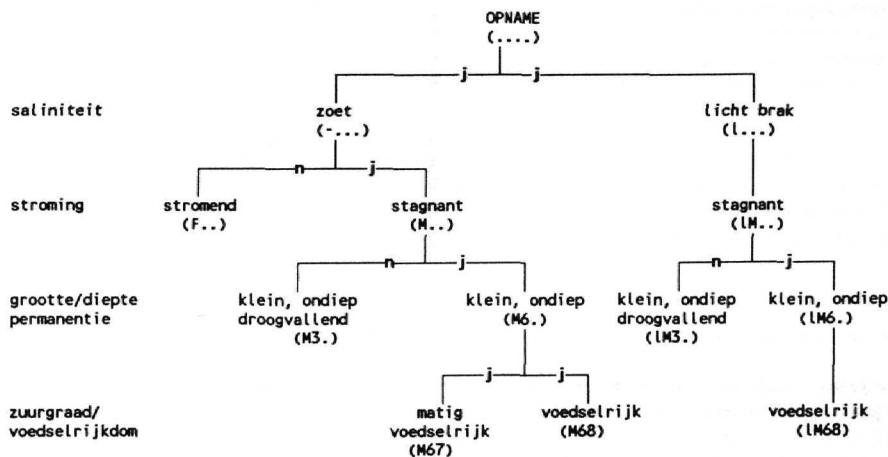 OPNAME
(....)
j j
saliniteit zoet licht brak
(-...) (l...)
n j
stroming stromend stagnant stagnant
(F..) (M..) (lM..)
n j n j
grootte/diepte klein, ondiep klein, ondiep klein, ondiep klein, ondiep
permanentie droogvallend (M6.) droogvallend (lM6.)
(M3.) (lM3.)
j j
zuurgraad/ matig voedselrijk voedselrijk
voedselrijkdom voedselrijk (M68) (lM68)
(M67)